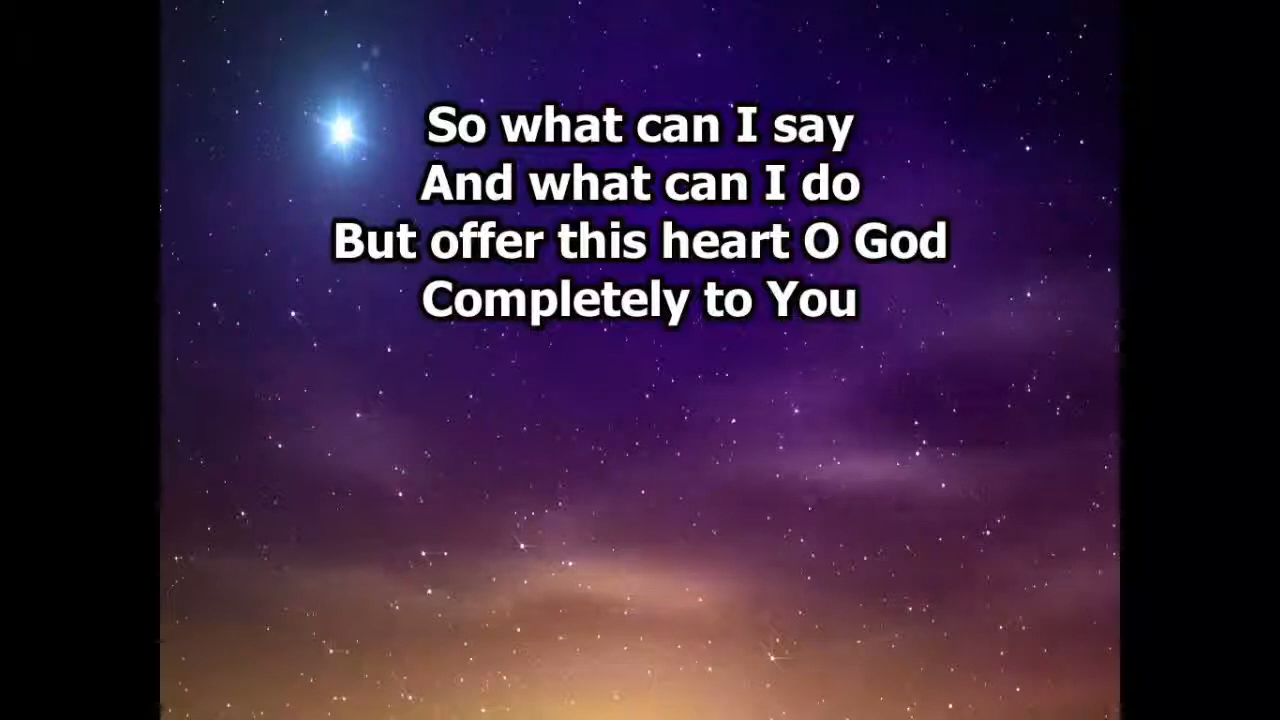 So what can I say
And what can I do
But offer this heart O God
Completely to You